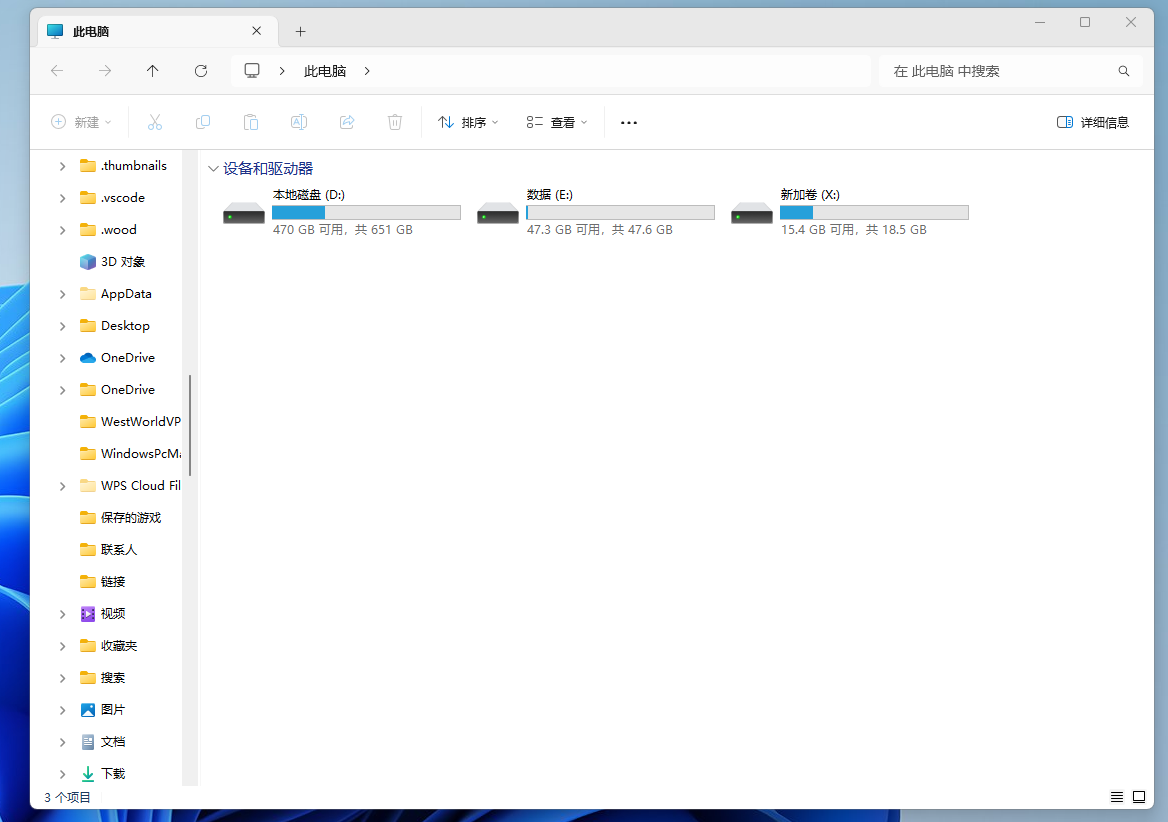 此电脑
此电脑
在 此电脑 中搜索
新建
排序
查看
详细信息
.thumbnails
.vscode
.wood
3D 对象
AppData
Desktop
OneDrive
OneDrive
WestWorldVP
WindowsPcMa
WPS Cloud Fil
保存的游戏
联系人
链接
视频
收藏夹
搜索
图片
文档
下载
设备和驱动器
本地磁盘 (D:)
470 GB 可用，共 651 GB
数据 (E:)
47.3 GB 可用，共 47.6 GB
新加卷 (X:)
15.4 GB 可用，共 18.5 GB
3 个项目